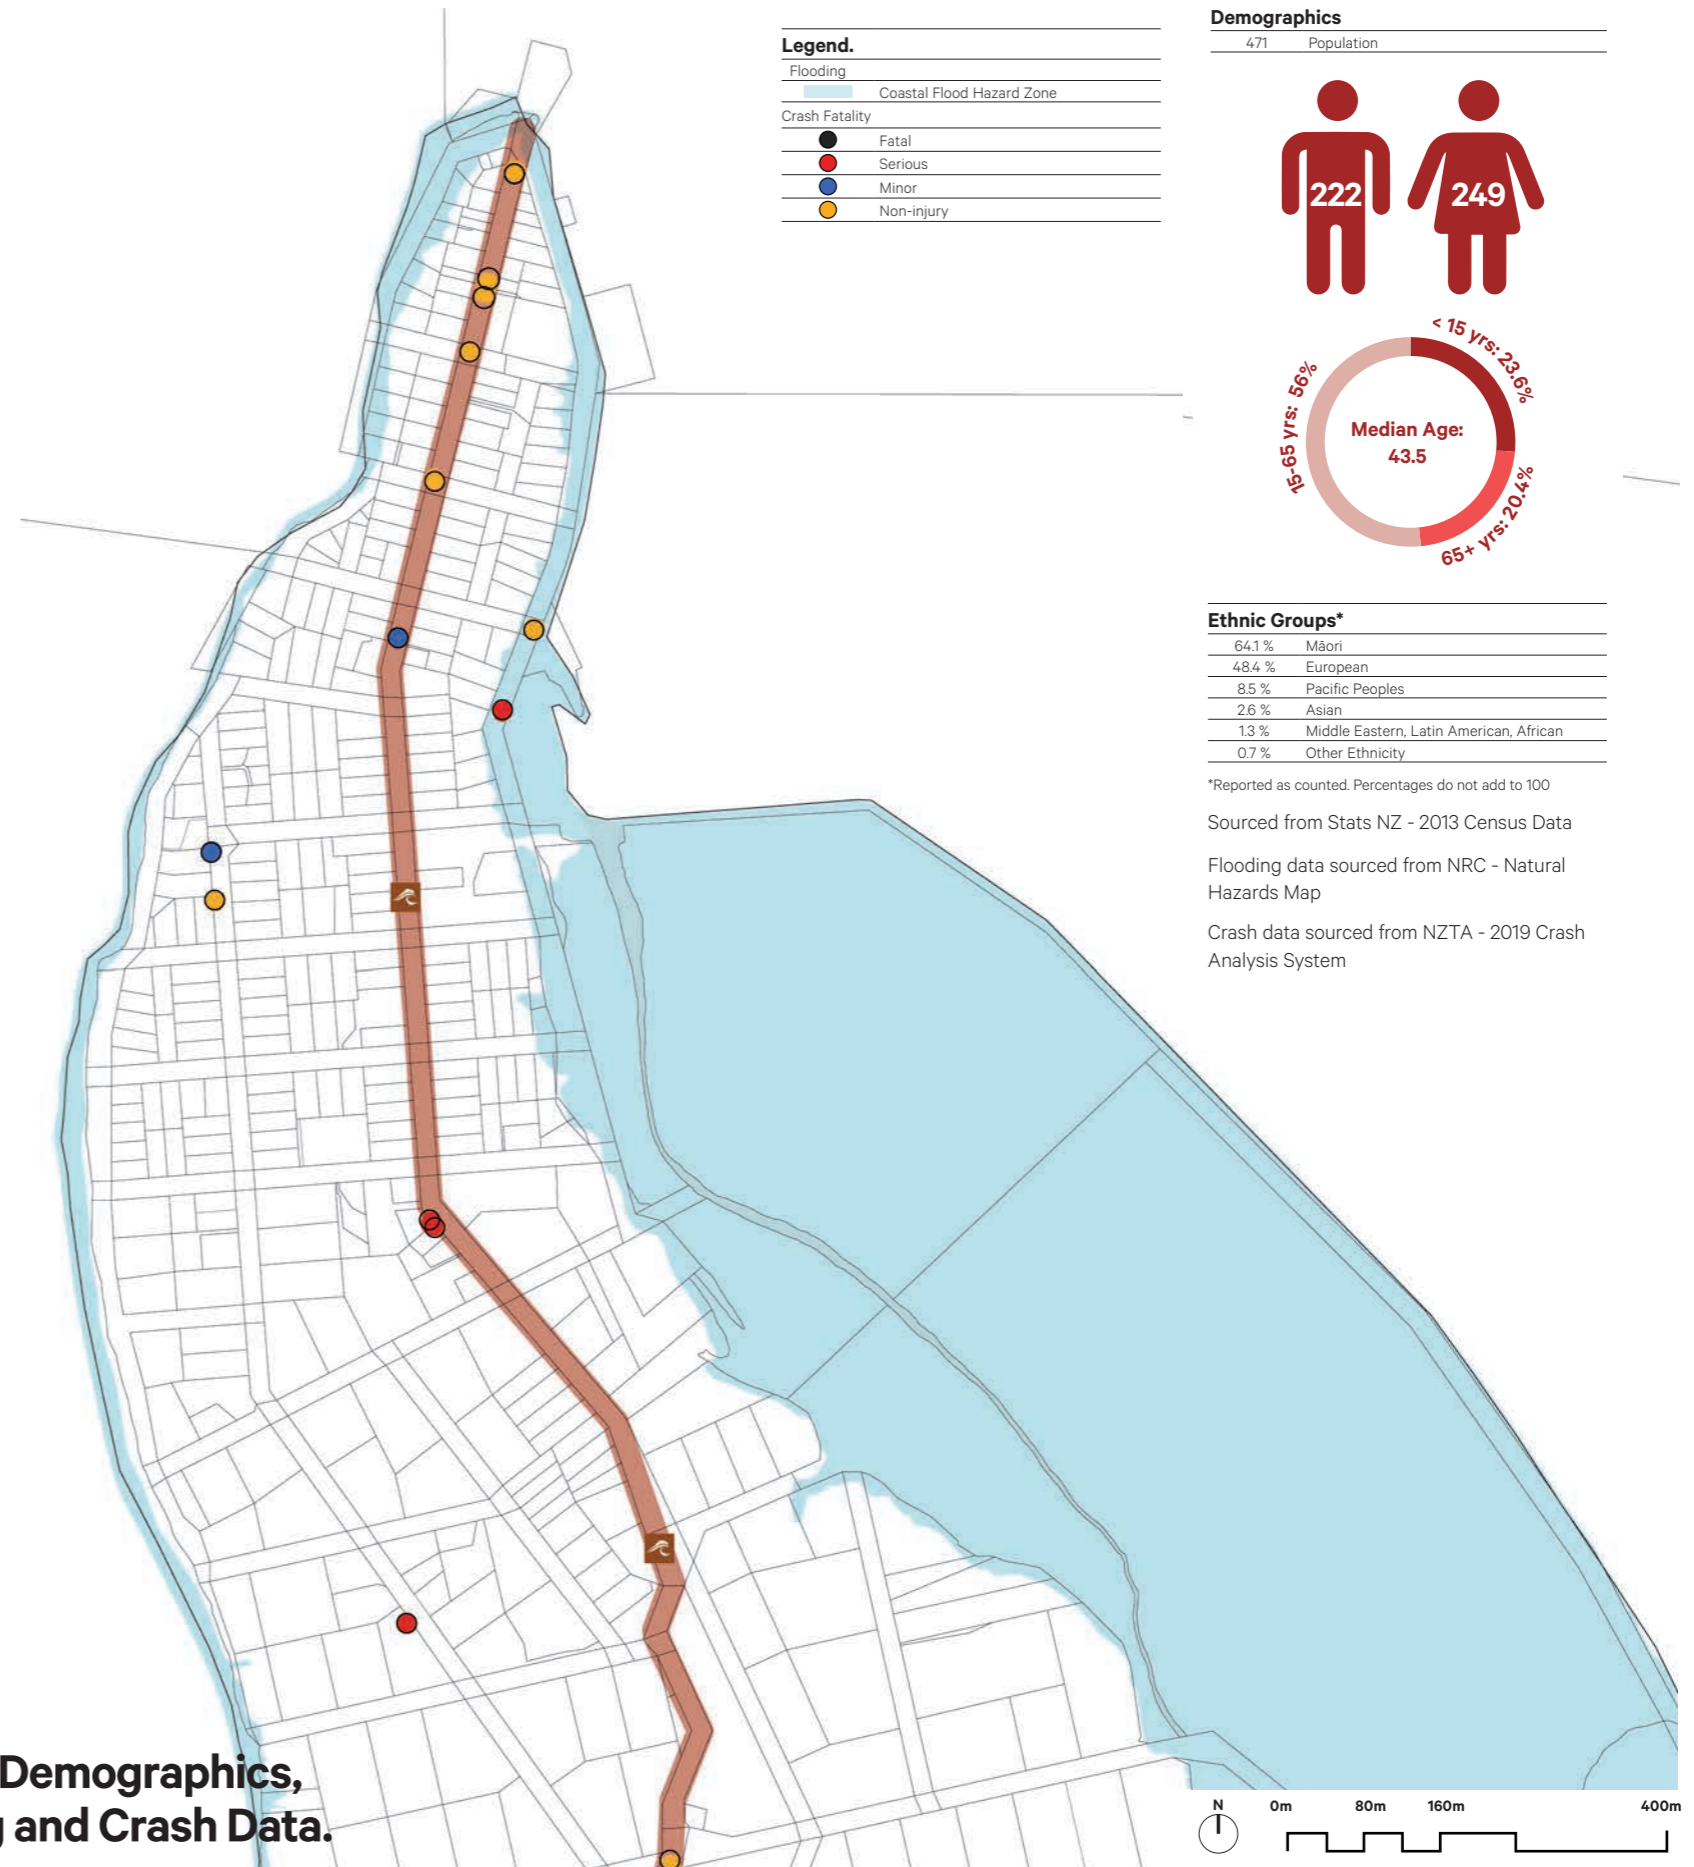 Legend.
Flooding
Coastal Flood Hazard Zone
Crash Fatality
Fatal
Serious
Minor
Non-injury
Demographics
471 Population
222
249
< 15 yrs: 23.6%
15-65 yrs: 56%
65+ yrs: 20.4%
Median Age:
43.5
Ethnic Groups*
64.1 % Māori
48.4 % European
8.5 % Pacific Peoples
2.6 % Asian
1.3 % Middle Eastern, Latin American, African
0.7 % Other Ethnicity
*Reported as counted. Percentages do not add to 100
Sourced from Stats NZ - 2013 Census Data
Flooding data sourced from NRC - Natural
Hazards Map
Crash data sourced from NZTA - 2019 Crash
Analysis System
Demographics,
g and Crash Data.
N
0m 80m 160m 400m